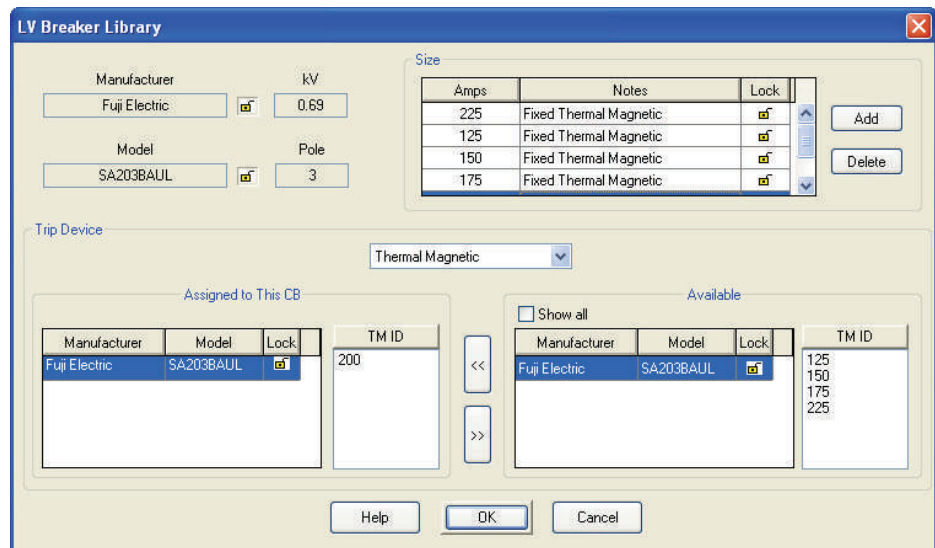 LV Breaker Library
Manufacturer kV
Fuji Electric 0.69
Model Pole
SA203BAUL 3
Size
Amps Notes Lock
225 Fixed Thermal Magnetic
125 Fixed Thermal Magnetic
150 Fixed Thermal Magnetic
175 Fixed Thermal Magnetic
Add
Delete
Trip Device
Thermal Magnetic
Assigned to This CB
Manufacturer Model Lock TM ID
Fuji Electric SA203BAUL 200
<<
>>
Available
Show all
Manufacturer Model Lock TM ID
Fuji Electric SA203BAUL 125
150
175
225
Help OK Cancel